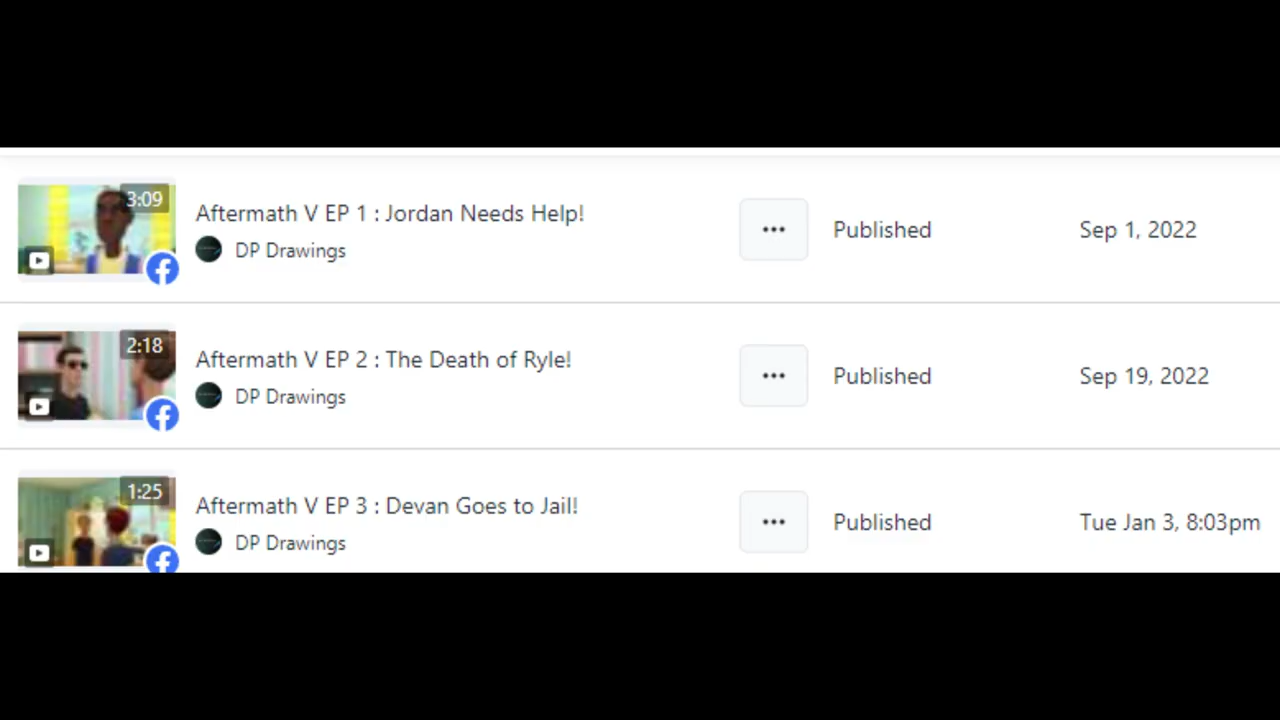 3:09
Aftermath V EP 1 : Jordan Needs Help!
DP Drawings
Published
Sep 1, 2022
2:18
Aftermath V EP 2 : The Death of Ryle!
DP Drawings
Published
Sep 19, 2022
1:25
Aftermath V EP 3 : Devan Goes to Jail!
DP Drawings
Published
Tue Jan 3, 8:03pm